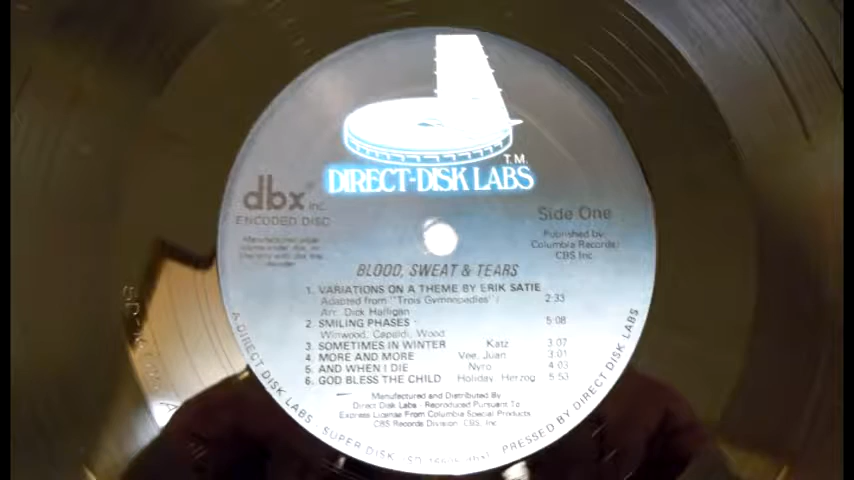 T.M.
DIRECT-DISK LABS
dbx inc.
ENCODED DISC
Side One
Published by:
Columbia Records/
CBS Inc.
BLOOD, SWEAT & TEARS
1. VARIATIONS ON A THEME BY ERIK SATIE
Adapted from "Trois Gymnopedies"/ 2:33
Arr. Dick Halligan
2. SMILING PHASES 5:08
Winwood, Capaldi, Wood
3. SOMETIMES IN WINTER Katz 3:07
4. MORE AND MORE Vee, Juan 3:01
5. AND WHEN I DIE Nyro 4:03
6. GOD BLESS THE CHILD Holiday, Herzog 5:53
Manufactured and Distributed By
Direct Disk Labs · Reproduced Pursuant To
Express License From Columbia Special Products
CBS Records Division, CBS, Inc.
A DIRECT DISK LABS · SUPER DISK
PRESSED BY DIRECT DISK LABS